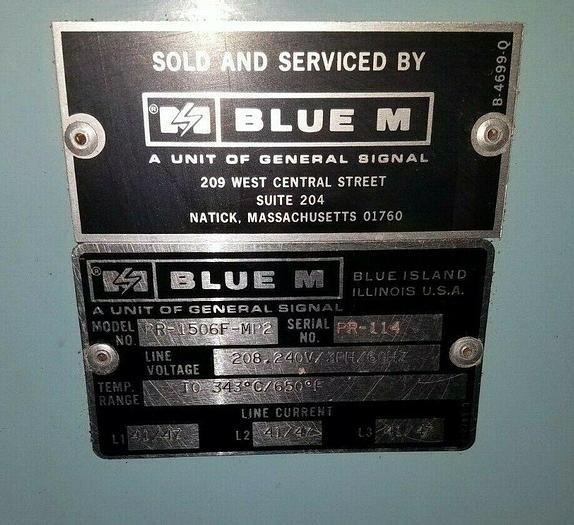 SOLD AND SERVICED BY
B-4699-Q
® BLUE M
A UNIT OF GENERAL SIGNAL
209 WEST CENTRAL STREET
SUITE 204
NATICK, MASSACHUSETTS 01760
® BLUE M
BLUE ISLAND
ILLINOIS U.S.A.
A UNIT OF GENERAL SIGNAL
MODEL NO. PR-1506F-MP2 SERIAL NO. PR-114
LINE VOLTAGE 208.240V/3PH/60HZ
TEMP. RANGE TO 343°C/650°F
LINE CURRENT
L1 41/47 L2 41/47 L3 41/47